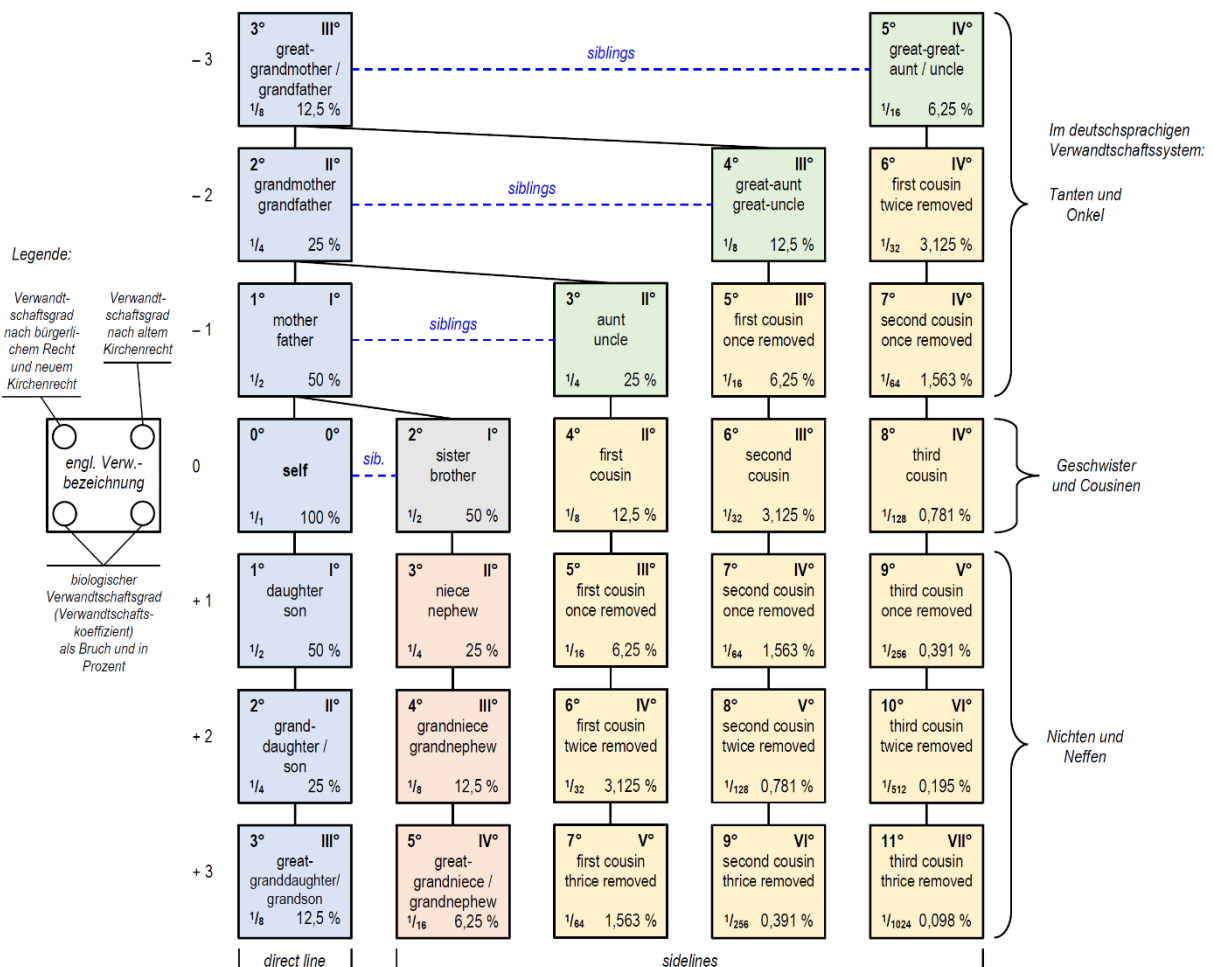 3° III°
great-
grandmother /
grandfather
1/8 12,5 %
– 3
siblings
5° IV°
great-great-
aunt / uncle
1/16 6,25 %
2° II°
grandmother
grandfather
1/4 25 %
– 2
siblings
4° III°
great-aunt
great-uncle
1/8 12,5 %
6° IV°
first cousin
twice removed
1/32 3,125 %
Im deutschsprachigen
Verwandtschaftssystem:
Tanten und
Onkel
1° I°
mother
father
1/2 50 %
– 1
siblings
3° II°
aunt
uncle
1/4 25 %
5° III°
first cousin
once removed
1/16 6,25 %
7° IV°
second cousin
once removed
1/64 1,563 %
Legende:
Verwandt-
schaftsgrad
nach bürgerli-
chem Recht
und neuem
Kirchenrecht
Verwandt-
schaftsgrad
nach altem
Kirchenrecht
engl. Verw.-
bezeichnung
biologischer
Verwandtschaftsgrad
(Verwandtschafts-
koeffizient)
als Bruch und in
Prozent
0
0° 0°
self
1/1 100 %
sib.
2° I°
sister
brother
1/2 50 %
4° II°
first
cousin
1/8 12,5 %
6° III°
second
cousin
1/32 3,125 %
8° IV°
third
cousin
1/128 0,781 %
Geschwister
und Cousinen
+ 1
1° I°
daughter
son
1/2 50 %
3° II°
niece
nephew
1/4 25 %
5° III°
first cousin
once removed
1/16 6,25 %
7° IV°
second cousin
once removed
1/64 1,563 %
9° V°
third cousin
once removed
1/256 0,391 %
+ 2
2° II°
grand-
daughter /
son
1/4 25 %
4° III°
grandniece
grandnephew
1/8 12,5 %
6° IV°
first cousin
twice removed
1/32 3,125 %
8° V°
second cousin
twice removed
1/128 0,781 %
10° VI°
third cousin
twice removed
1/512 0,195 %
Nichten und
Neffen
+ 3
3° III°
great-
granddaughter/
grandson
1/8 12,5 %
5° IV°
great-
grandniece /
grandnephew
1/16 6,25 %
7° V°
first cousin
thrice removed
1/64 1,563 %
9° VI°
second cousin
thrice removed
1/256 0,391 %
11° VII°
third cousin
thrice removed
1/1024 0,098 %
direct line
sidelines